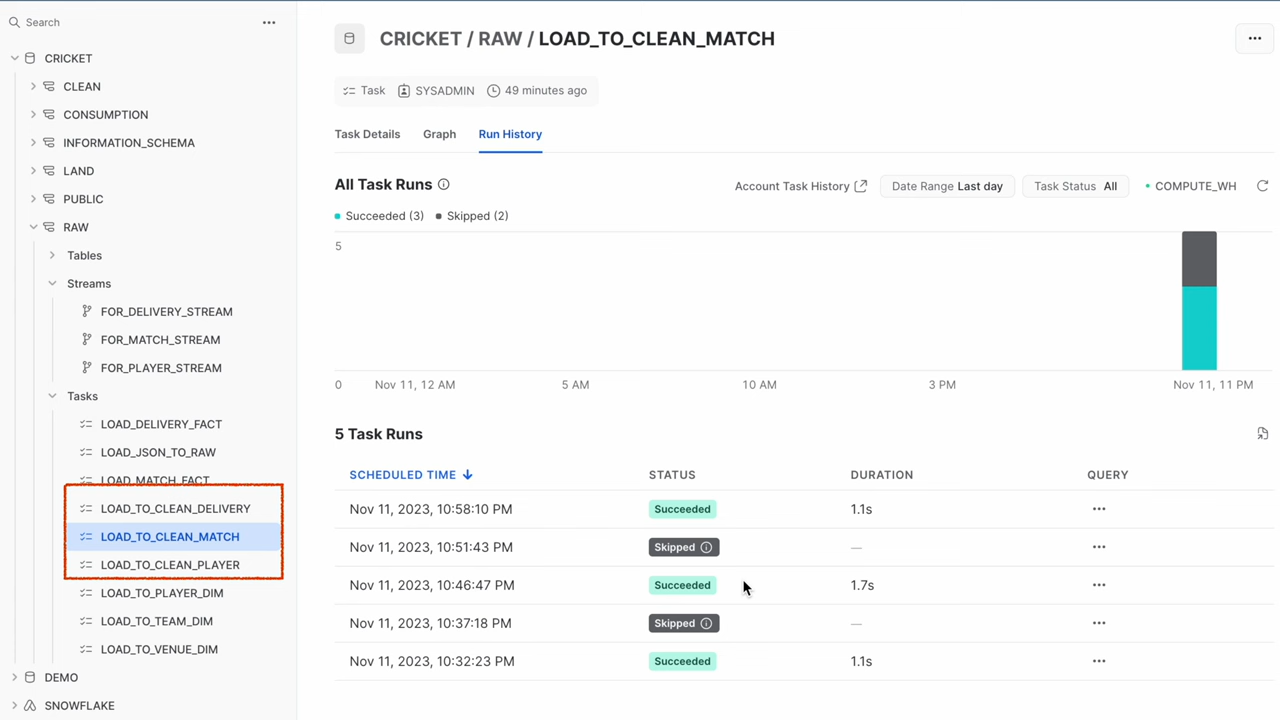 Search
CRICKET
CLEAN
CONSUMPTION
INFORMATION_SCHEMA
LAND
PUBLIC
RAW
Tables
Streams
FOR_DELIVERY_STREAM
FOR_MATCH_STREAM
FOR_PLAYER_STREAM
Tasks
LOAD_DELIVERY_FACT
LOAD_JSON_TO_RAW
LOAD_MATCH_FACT
LOAD_TO_CLEAN_DELIVERY
LOAD_TO_CLEAN_MATCH
LOAD_TO_CLEAN_PLAYER
LOAD_TO_PLAYER_DIM
LOAD_TO_TEAM_DIM
LOAD_TO_VENUE_DIM
DEMO
SNOWFLAKE
CRICKET / RAW / LOAD_TO_CLEAN_MATCH
Task SYSADMIN 49 minutes ago
Task Details Graph Run History
All Task Runs Account Task History Date Range Last day Task Status All COMPUTE_WH
Succeeded (3) Skipped (2)
5
0 Nov 11, 12 AM 5 AM 10 AM 3 PM Nov 11, 11 PM
5 Task Runs
SCHEDULED TIME STATUS DURATION QUERY
Nov 11, 2023, 10:58:10 PM Succeeded 1.1s
Nov 11, 2023, 10:51:43 PM Skipped —
Nov 11, 2023, 10:46:47 PM Succeeded 1.7s
Nov 11, 2023, 10:37:18 PM Skipped —
Nov 11, 2023, 10:32:23 PM Succeeded 1.1s